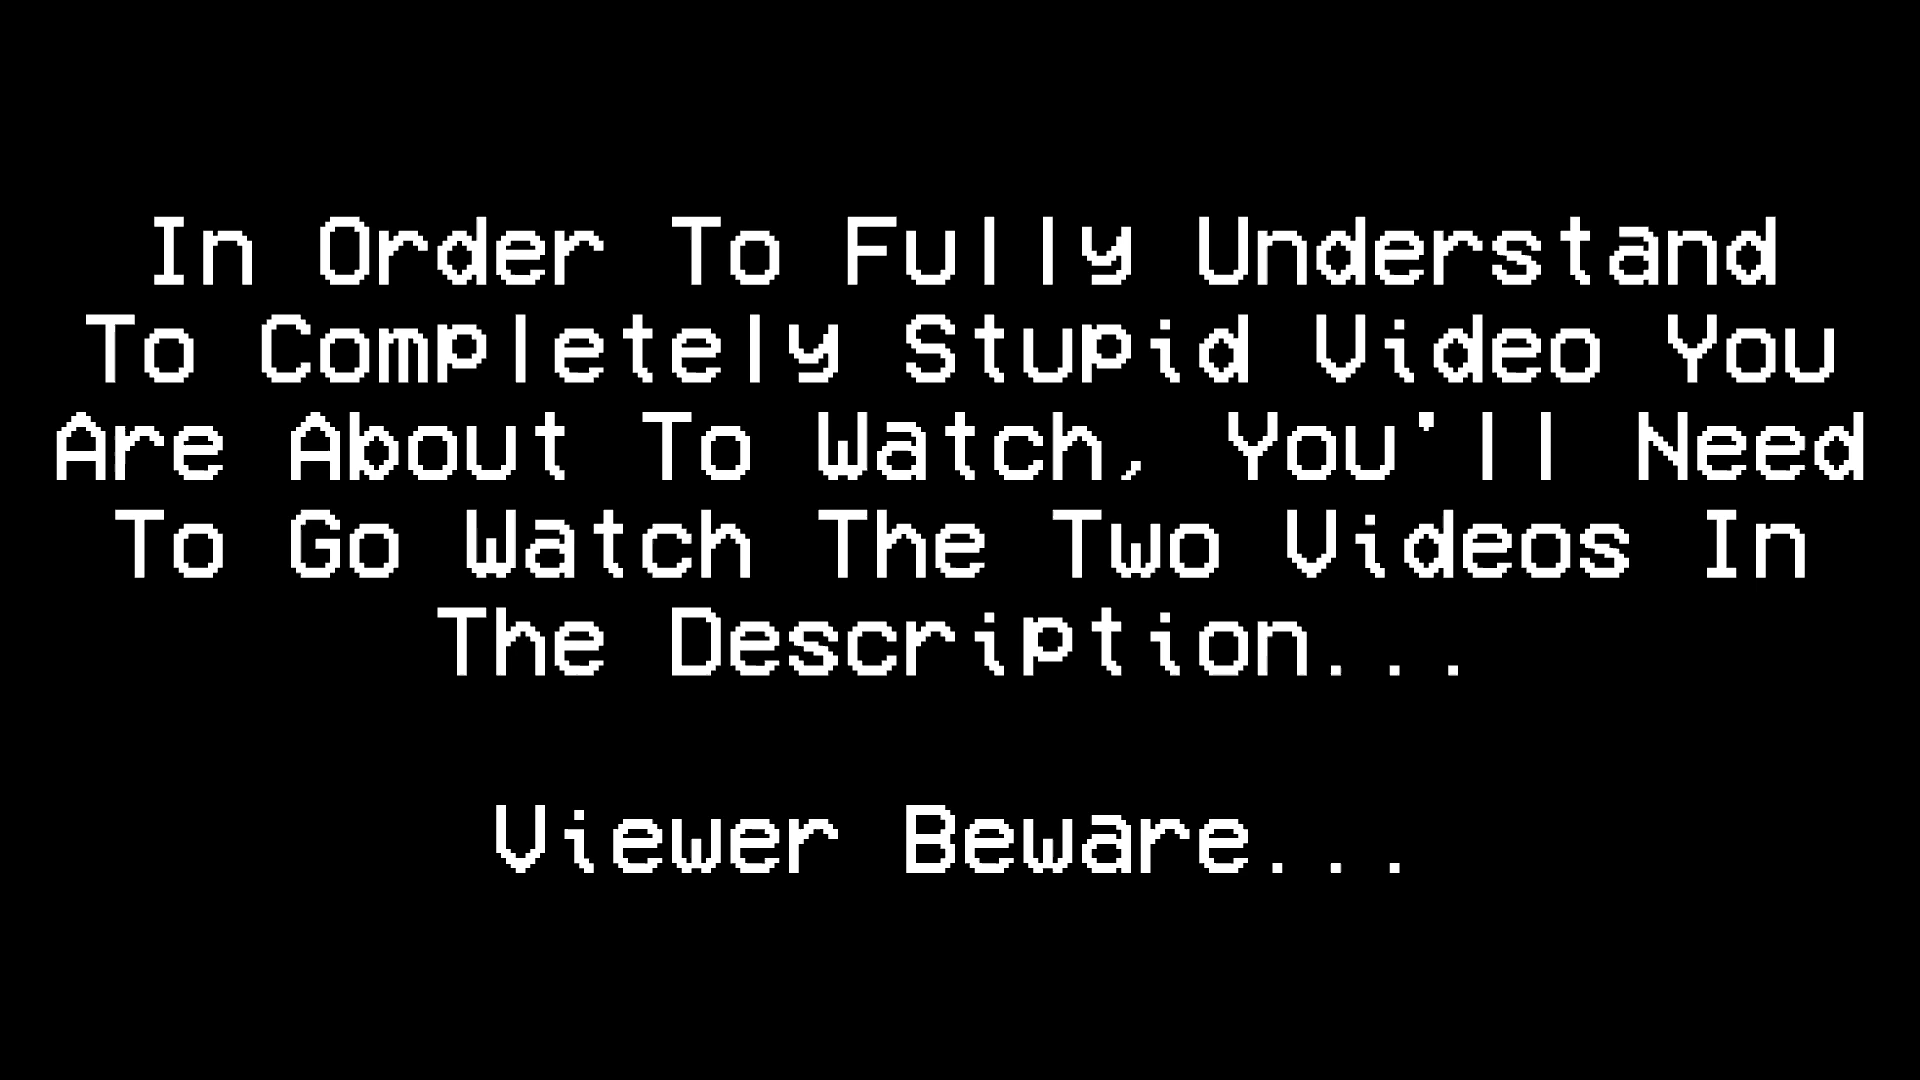 In Order To Fully Understand
To Completely Stupid Video You
Are About To Watch, You'll Need
To Go Watch The Two Videos In
The Description...
Viewer Beware...